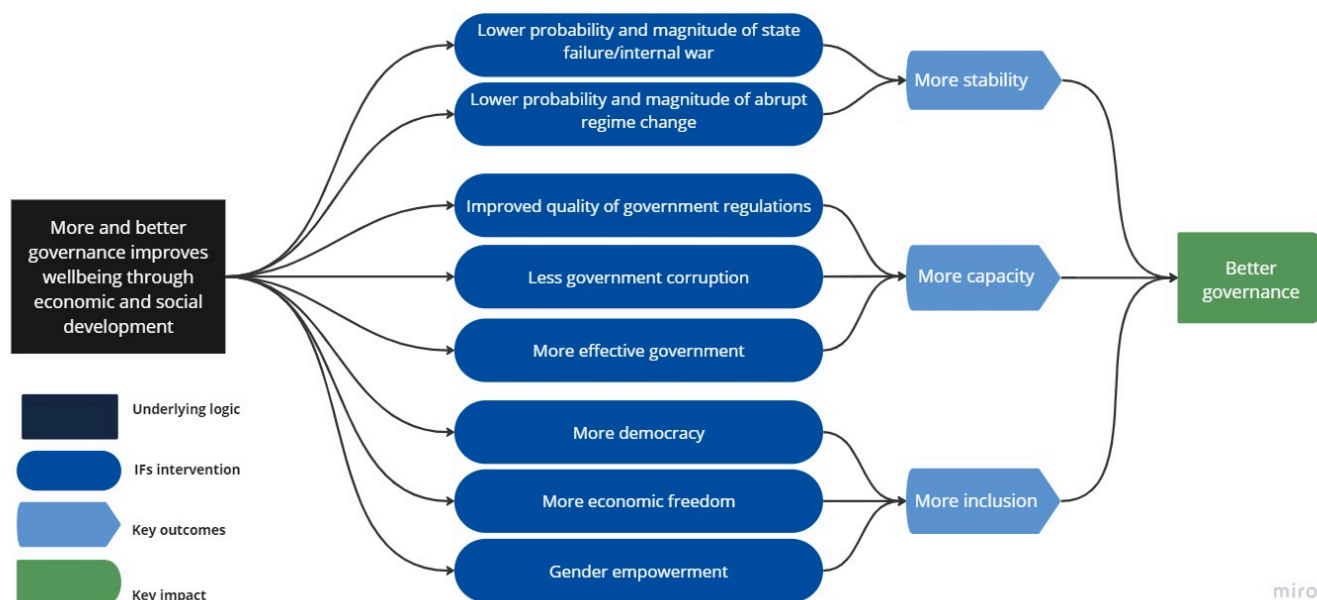 Lower probability and magnitude of state
failure/internal war
Lower probability and magnitude of abrupt
regime change
More stability
More and better
governance improves
wellbeing through
economic and social
development
Improved quality of government regulations
Less government corruption
More effective government
More capacity
Better
governance
More democracy
More economic freedom
Gender empowerment
More inclusion
Underlying logic
IFs intervention
Key outcomes
Key impact
miro